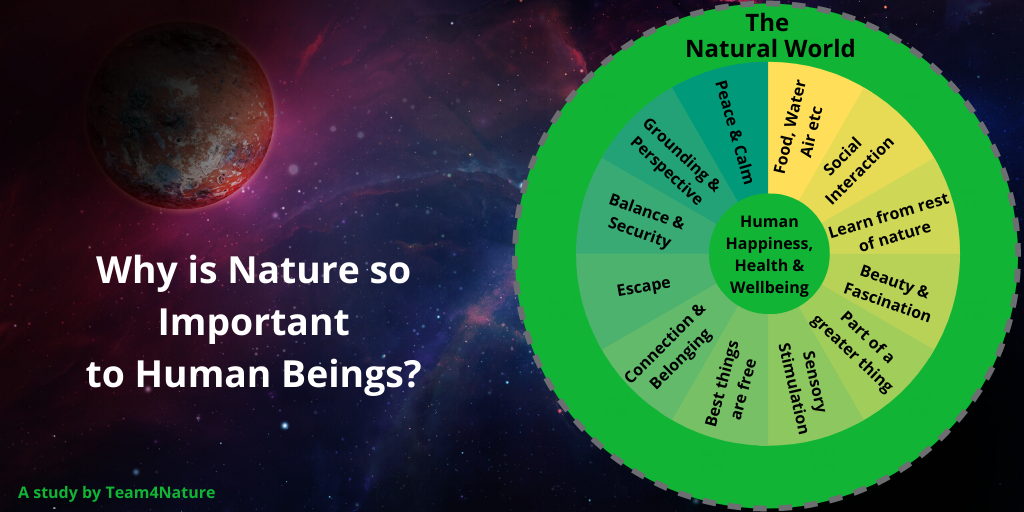 Why is Nature so
Important
to Human Beings?
A study by Team4Nature
The
Natural World
Food, Water
Air etc
Social
Interaction
Learn from rest
of nature
Beauty &
Fascination
Part of a
greater thing
Sensory
Stimulation
Best things
are free
Connection &
Belonging
Escape
Balance &
Security
Grounding &
Perspective
Peace & Calm
Human
Happiness,
Health &
Wellbeing